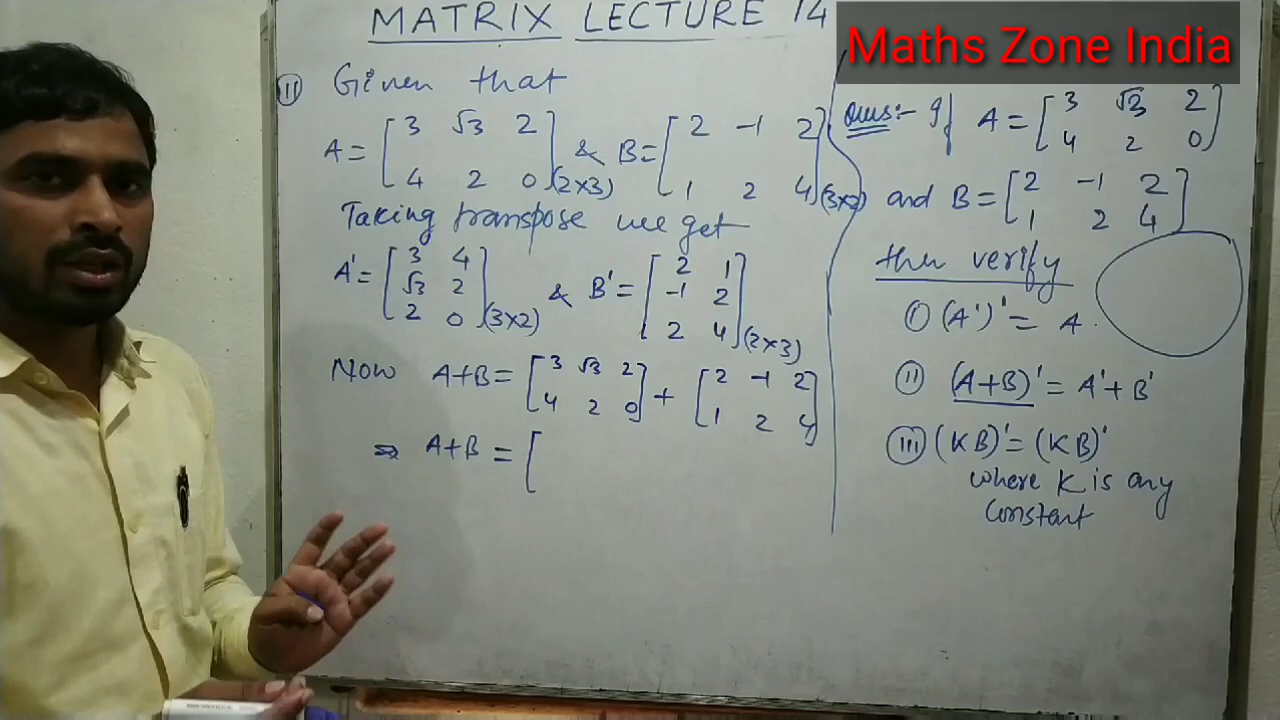 MATRIX LECTURE 14
Maths Zone India
(ii) Given that
A = [ 3 √3 2
4 2 0 ](2×3) & B = [ 2 -1 2
1 2 4 ](3×2)
Taking transpose we get
A' = [ 3 4
√3 2
2 0 ](3×2) & B' = [ 2 1
-1 2
2 4 ](2×3)
Now A+B = [ 3 √3 2
4 2 0 ] + [ 2 -1 2
1 2 4 ]
⇒ A+B = [
Ques:- 9| A = [ 3 √3 2
4 2 0 ]
and B = [ 2 -1 2
1 2 4 ]
then verify
(i) (A')' = A.
(ii) (A+B)' = A'+B'
(iii) (KB)' = (KB)'
where K is any
constant